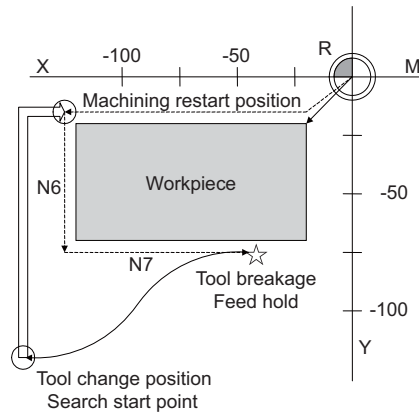 R
X -100 -50 M
Machining restart position
Workpiece
N6
-50
N7
Tool breakage
Feed hold
-100
Y
Tool change position
Search start point